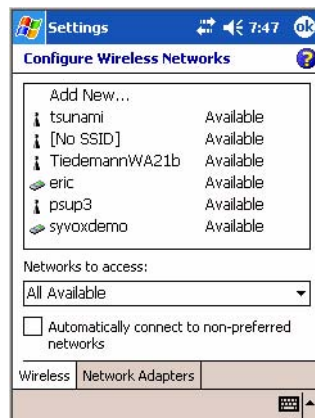 Settings 7:47 ok
Configure Wireless Networks ?
Add New...
tsunami Available
[No SSID] Available
TiedemannWA21b Available
eric Available
psup3 Available
syvoxdemo Available
Networks to access:
All Available
Automatically connect to non-preferred
networks
Wireless Network Adapters